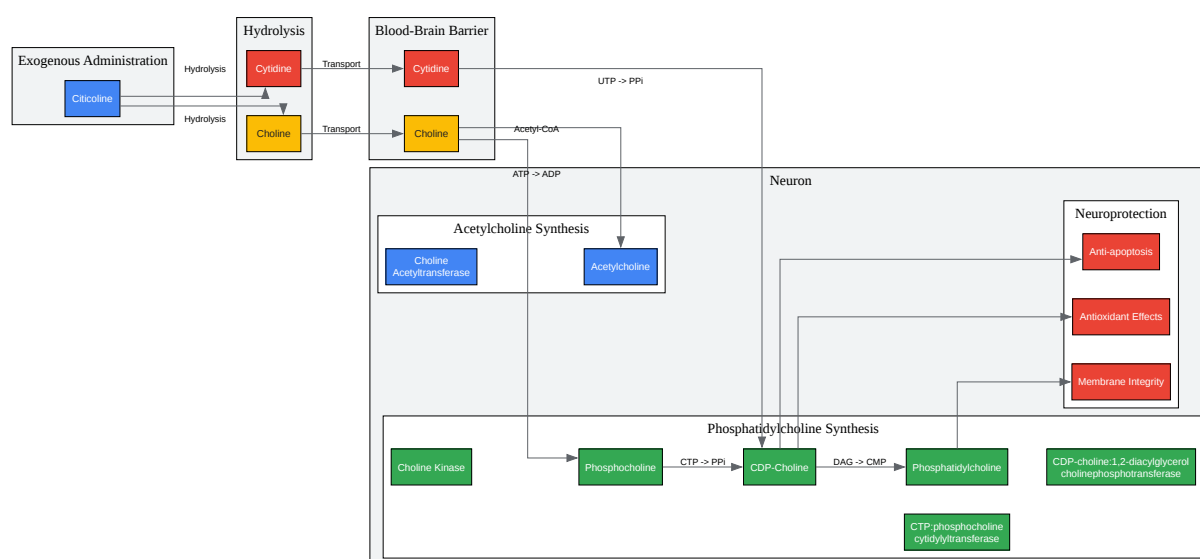 Exogenous Administration
Citicoline
Hydrolysis
Hydrolysis
Hydrolysis
Cytidine
Choline
Transport
Transport
Blood-Brain Barrier
Cytidine
Choline
UTP -> PPi
Acetyl-CoA
ATP -> ADP
Neuron
Acetylcholine Synthesis
Choline
Acetyltransferase
Acetylcholine
Neuroprotection
Anti-apoptosis
Antioxidant Effects
Membrane Integrity
Phosphatidylcholine Synthesis
Choline Kinase
Phosphocholine
CTP -> PPi
CDP-Choline
DAG -> CMP
Phosphatidylcholine
CDP-choline:1,2-diacylglycerol
cholinephosphotransferase
CTP:phosphocholine
cytidylyltransferase